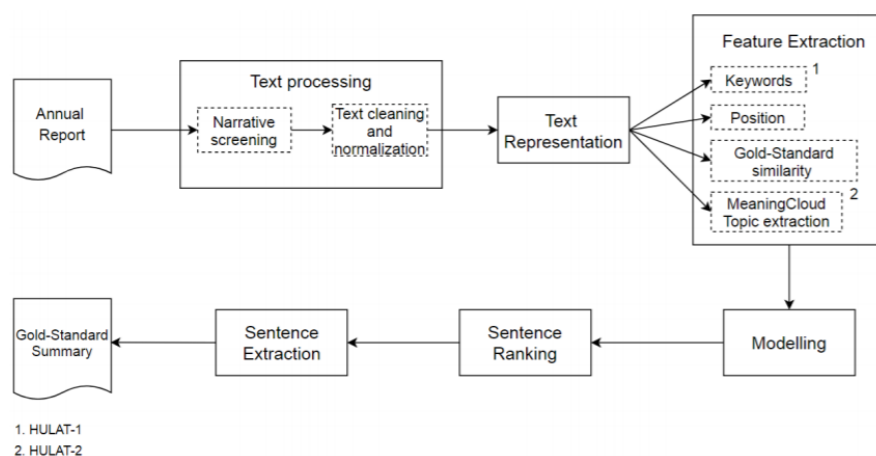 Annual
Report
Text processing
Narrative
screening
Text cleaning
and
normalization
Text
Representation
Feature Extraction
Keywords
1
Position
Gold-Standard
similarity
MeaningCloud
Topic extraction
2
Gold-Standard
Summary
Sentence
Extraction
Sentence
Ranking
Modelling
1. HULAT-1
2. HULAT-2